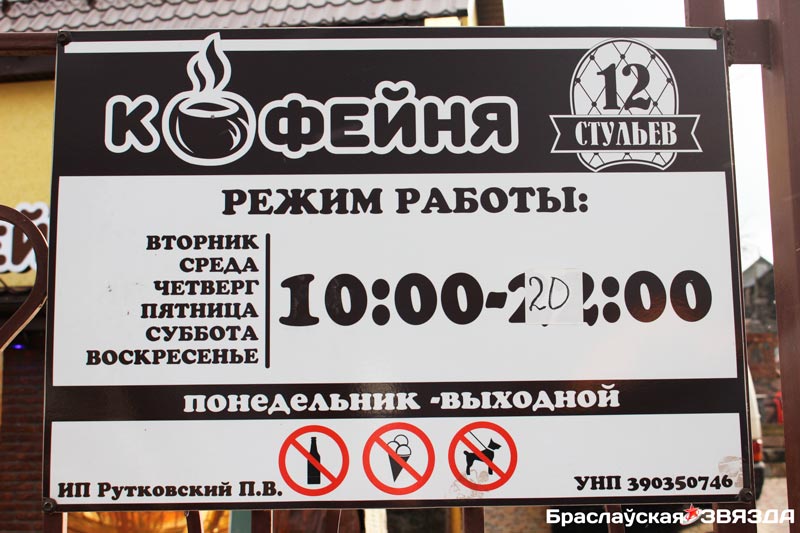 КОФЕЙНЯ
12
СТУЛЬЕВ
РЕЖИМ РАБОТЫ:
ВТОРНИК
СРЕДА
ЧЕТВЕРГ
ПЯТНИЦА
СУББОТА
ВОСКРЕСЕНЬЕ
10:00-20:00
ПОНЕДЕЛЬНИК -ВЫХОДНОЙ
ИП Рутковский П.В.
УНП 390350746
Браслаўская ЗВЯЗДА